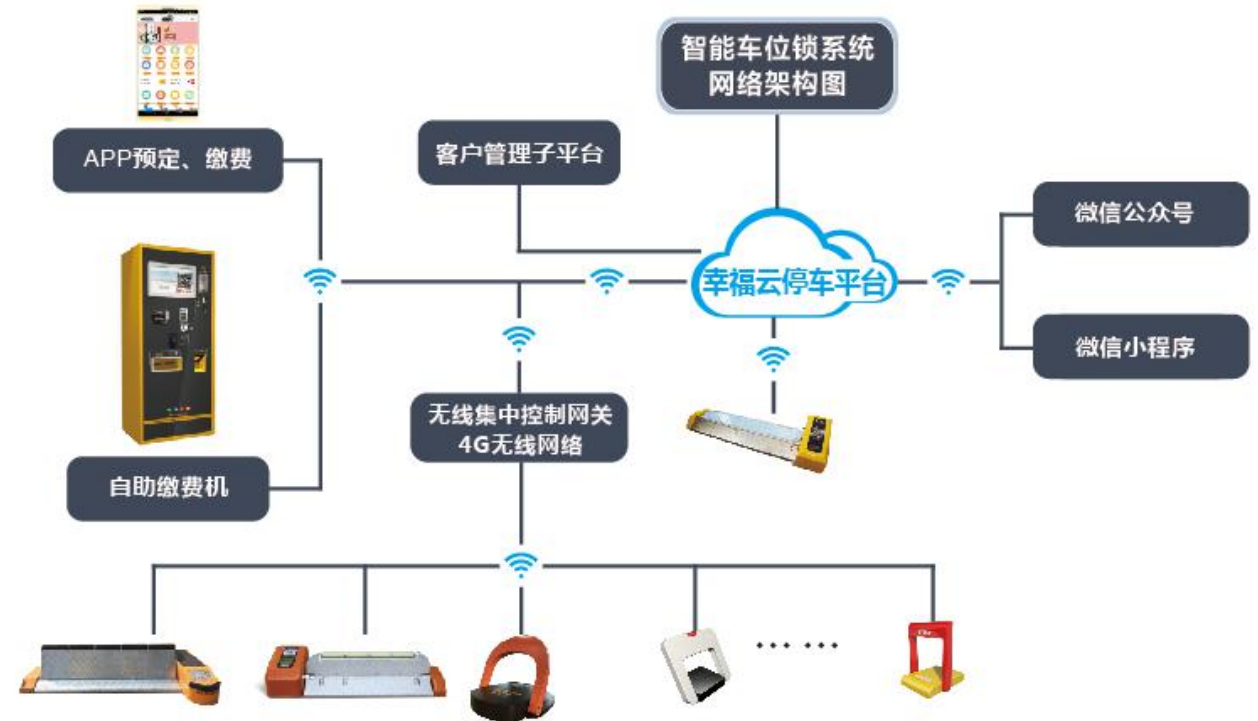 智能车位锁系统
网络架构图
APP预定、缴费
客户管理子平台
微信公众号
幸福云停车平台
微信小程序
无线集中控制网关
4G无线网络
自助缴费机
…… ……